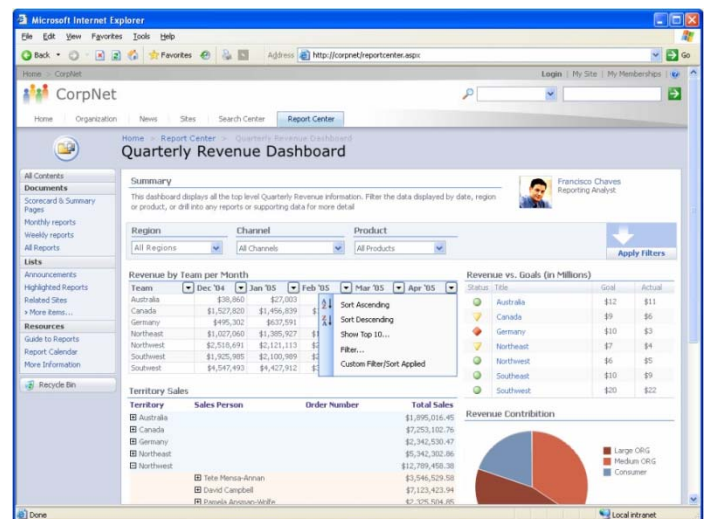 Microsoft Internet Explorer
File Edit View Favorites Tools Help
Back Favorites Address http://corpnet/reportcenter.aspx Go
Home > CorpNet Login | My Site | My Memberships
CorpNet
Home Organization News Sites Search Center Report Center
Home > Report Center > Quarterly Revenue Dashboard
Quarterly Revenue Dashboard
All Contents
Documents
Scorecard & Summary
Pages
Monthly reports
Weekly reports
All Reports
Lists
Announcements
Highlighted Reports
Related Sites
» More items...
Resources
Guide to Reports
Report Calendar
More Information
Recycle Bin
Summary
This dashboard displays all the top level Quarterly Revenue information. Filter the data displayed by date, region
or product, or drill into any reports or supporting data for more detail
Francisco Chaves
Reporting Analyst
Region Channel Product
All Regions All Channels All Products
Apply Filters
Revenue by Team per Month
Team Dec '04 Jan '05 Feb '05 Mar '05 Apr '05
Australia $38,860 $27,003
Canada $1,527,820 $1,456,839
Germany $495,302 $637,591
Northeast $1,027,060 $1,385,927
Northwest $2,518,691 $2,121,113
Southwest $1,925,985 $2,100,989
Soutwest $4,547,493 $4,427,912
Sort Ascending
Sort Descending
Show Top 10...
Filter...
Custom Filter/Sort Applied
Revenue vs. Goals (in Millions)
Status Title Goal Actual
Australia $12 $11
Canada $9 $6
Germany $10 $3
Northeast $7 $4
Northwest $6 $5
Southeast $10 $9
Southwest $20 $22
Territory Sales
Territory Sales Person Order Number Total Sales
Australia $1,895,016.45
Canada $7,253,102.76
Germany $2,342,530.47
Northeast $5,342,302.86
Northwest $12,789,458.38
Tete Mensa-Annan $3,546,529.58
David Campbell $7,123,423.94
Pamela Ansman-Wolfe $2,325,504.85
Revenue Contribution
Large ORG
Medium ORG
Consumer
Done Local intranet